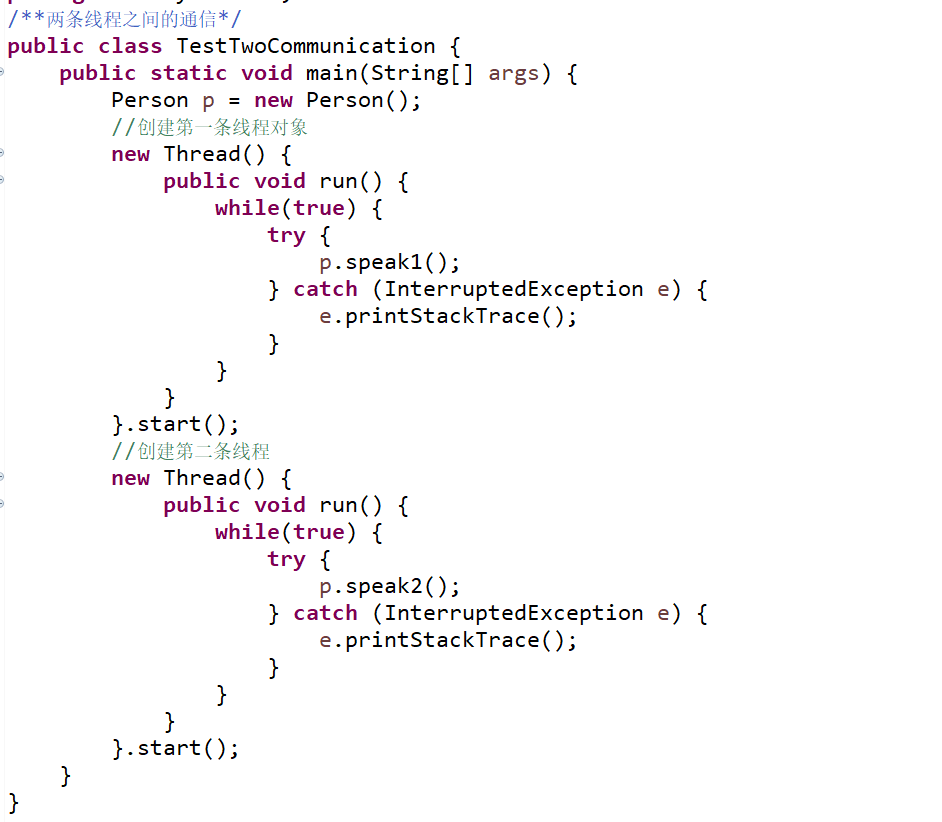 /**两条线程之间的通信*/
public class TestTwoCommunication {
    public static void main(String[] args) {
        Person p = new Person();
        //创建第一条线程对象
        new Thread() {
            public void run() {
                while(true) {
                    try {
                        p.speak1();
                    } catch (InterruptedException e) {
                        e.printStackTrace();
                    }
                }
            }
        }.start();
        //创建第二条线程
        new Thread() {
            public void run() {
                while(true) {
                    try {
                        p.speak2();
                    } catch (InterruptedException e) {
                        e.printStackTrace();
                    }
                }
            }
        }.start();
    }
}